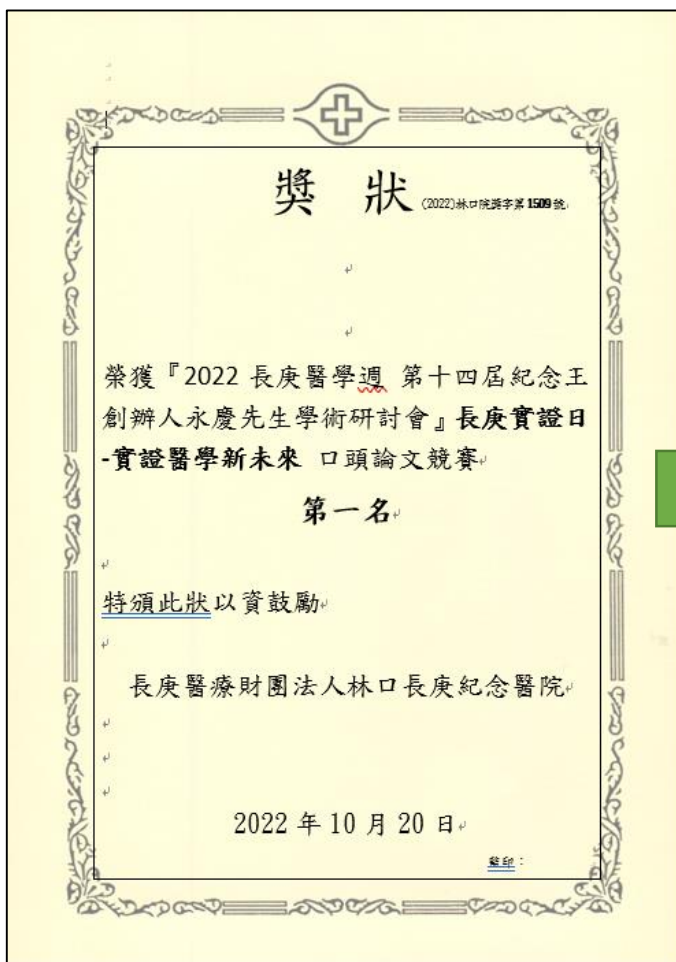 獎 狀 (2022)林口院獎字第1509號
榮獲『2022 長庚醫學週 第十四屆紀念王
創辦人永慶先生學術研討會』長庚實證日
-實證醫學新未來 口頭論文競賽
第一名
特頒此狀以資鼓勵
長庚醫療財團法人林口長庚紀念醫院
2022 年 10 月 20 日